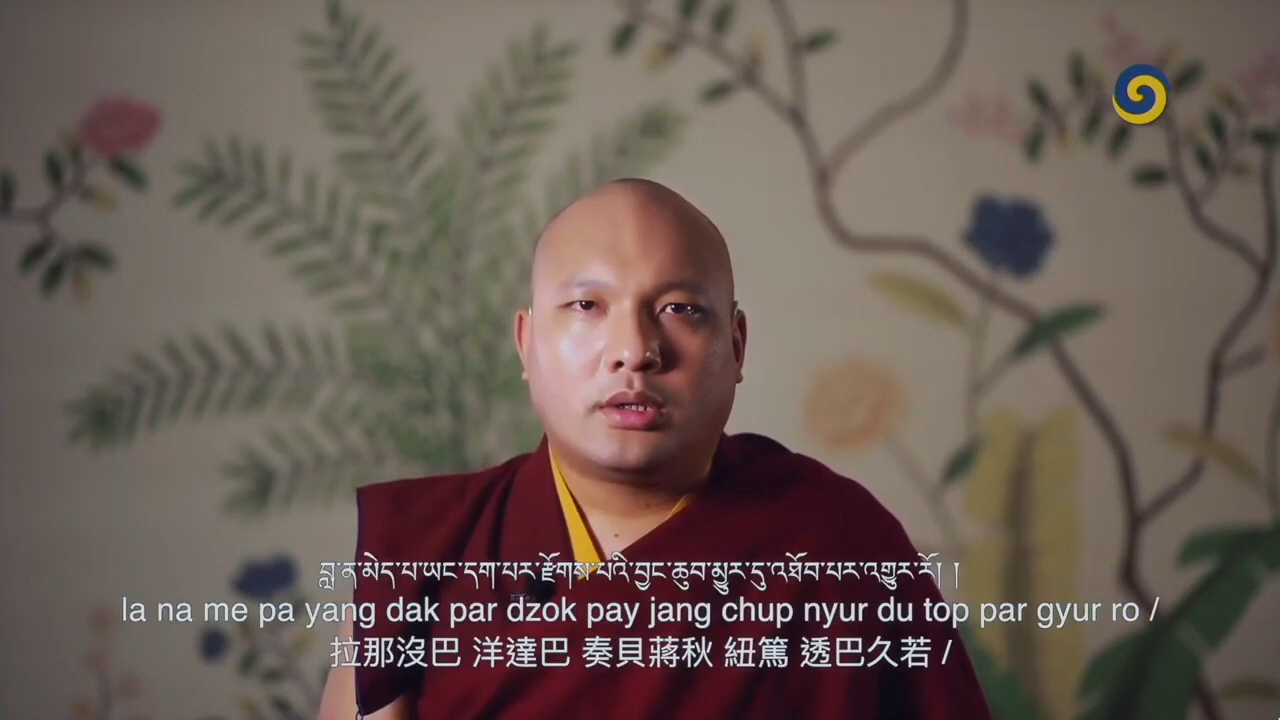 བླ་ན་མེད་པ་ཡང་དག་པར་རྫོགས་པའི་བྱང་ཆུབ་མྱུར་དུ་འཐོབ་པར་འགྱུར་རོ། །
la na me pa yang dak par dzok pay jang chup nyur du top par gyur ro /
拉那沒巴 洋達巴 奏貝蔣秋 紐篤 透巴久若 /